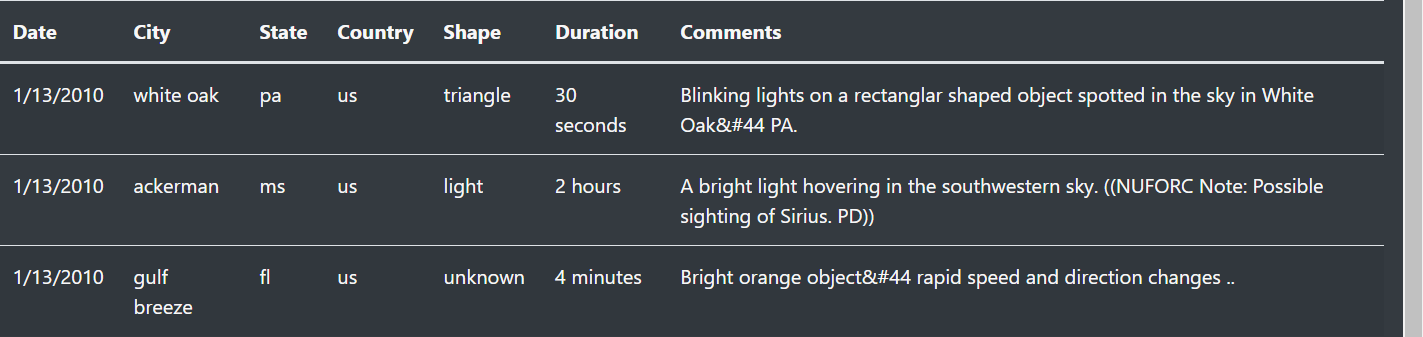 Date City State Country Shape Duration Comments
1/13/2010 white oak pa us triangle 30 Blinking lights on a rectanglar shaped object spotted in the sky in White
seconds Oak&#44 PA.
1/13/2010 ackerman ms us light 2 hours A bright light hovering in the southwestern sky. ((NUFORC Note: Possible
sighting of Sirius. PD))
1/13/2010 gulf fl us unknown 4 minutes Bright orange object&#44 rapid speed and direction changes ..
breeze